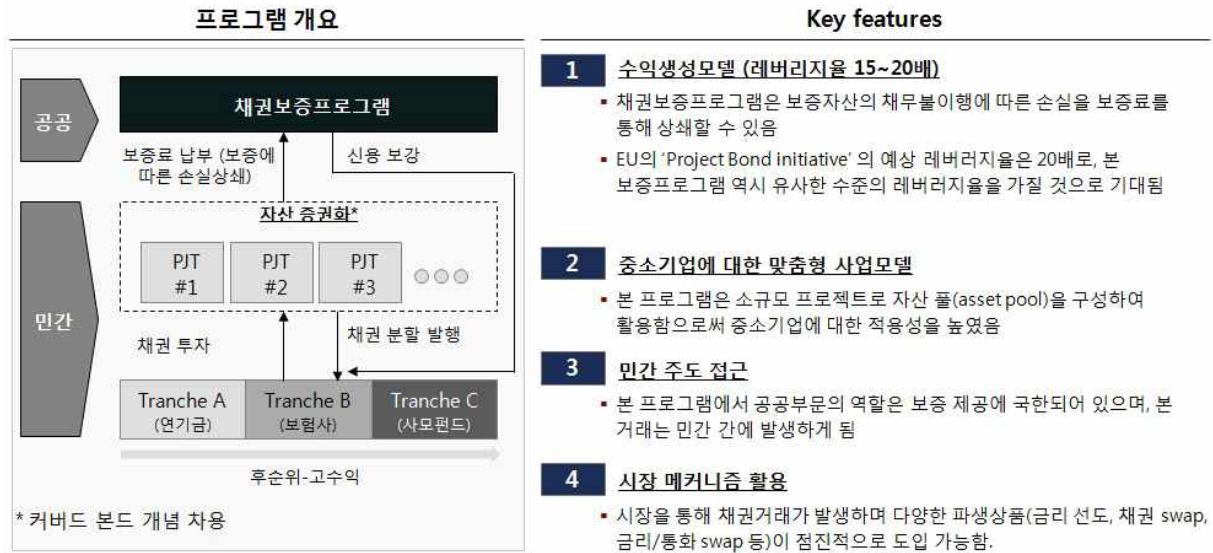 프로그램 개요
공공
채권보증프로그램
보증료 납부 (보증에
따른 손실상쇄)
신용 보강
민간
자산 증권화*
PJT
#1
PJT
#2
PJT
#3
채권 투자
채권 분할 발행
Tranche A
(연기금)
Tranche B
(보험사)
Tranche C
(사모펀드)
후순위-고수익
* 커버드 본드 개념 차용
Key features
1 수익생성모델 (레버리지율 15~20배)
▪ 채권보증프로그램은 보증자산의 채무불이행에 따른 손실을 보증료를
통해 상쇄할 수 있음
▪ EU의 ‘Project Bond initiative’ 의 예상 레버러지율은 20배로, 본
보증프로그램 역시 유사한 수준의 레버러지율을 가질 것으로 기대됨
2 중소기업에 대한 맞춤형 사업모델
▪ 본 프로그램은 소규모 프로젝트로 자산 풀(asset pool)을 구성하여
활용함으로써 중소기업에 대한 적용성을 높였음
3 민간 주도 접근
▪ 본 프로그램에서 공공부문의 역할은 보증 제공에 국한되어 있으며, 본
거래는 민간 간에 발생하게 됨
4 시장 메커니즘 활용
▪ 시장을 통해 채권거래가 발생하며 다양한 파생상품(금리 선도, 채권 swap,
금리/통화 swap 등)이 점진적으로 도입 가능함.